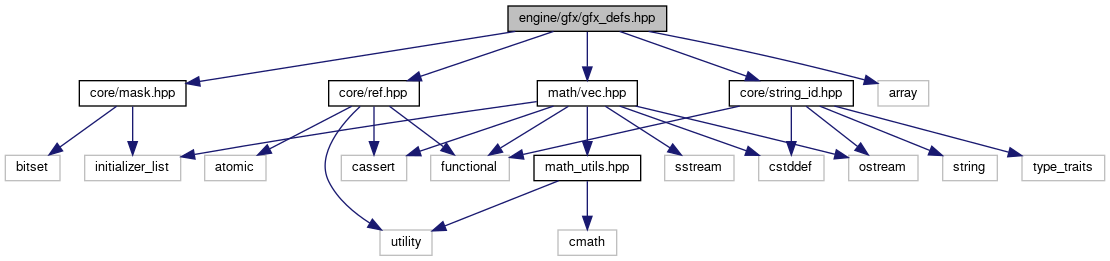 engine/gfx/gfx_defs.hpp
core/mask.hpp
core/ref.hpp
math/vec.hpp
core/string_id.hpp
array
bitset
initializer_list
atomic
cassert
functional
math_utils.hpp
sstream
cstddef
ostream
string
type_traits
utility
cmath